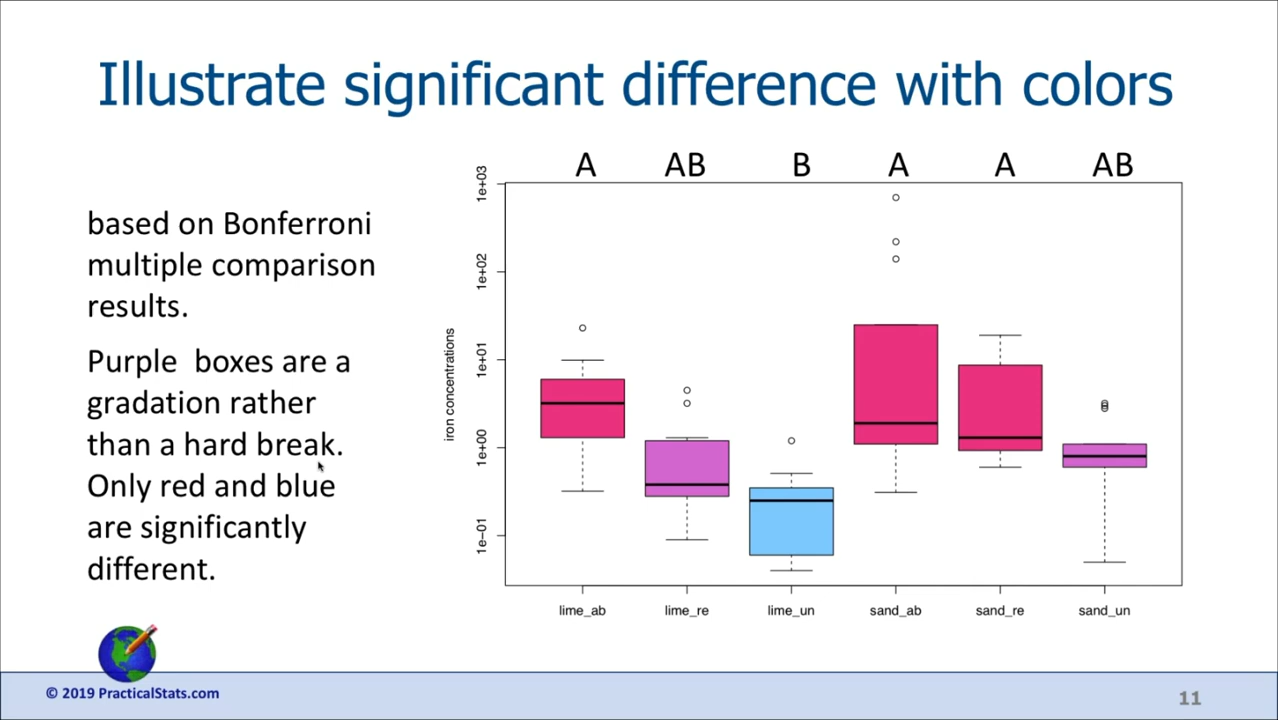 Illustrate significant difference with colors
based on Bonferroni
multiple comparison
results.
Purple boxes are a
gradation rather
than a hard break.
Only red and blue
are significantly
different.
A AB B A A AB
iron concentrations
1e+03
1e+02
1e+01
1e+00
1e−01
lime_ab lime_re lime_un sand_ab sand_re sand_un
© 2019 PracticalStats.com
11